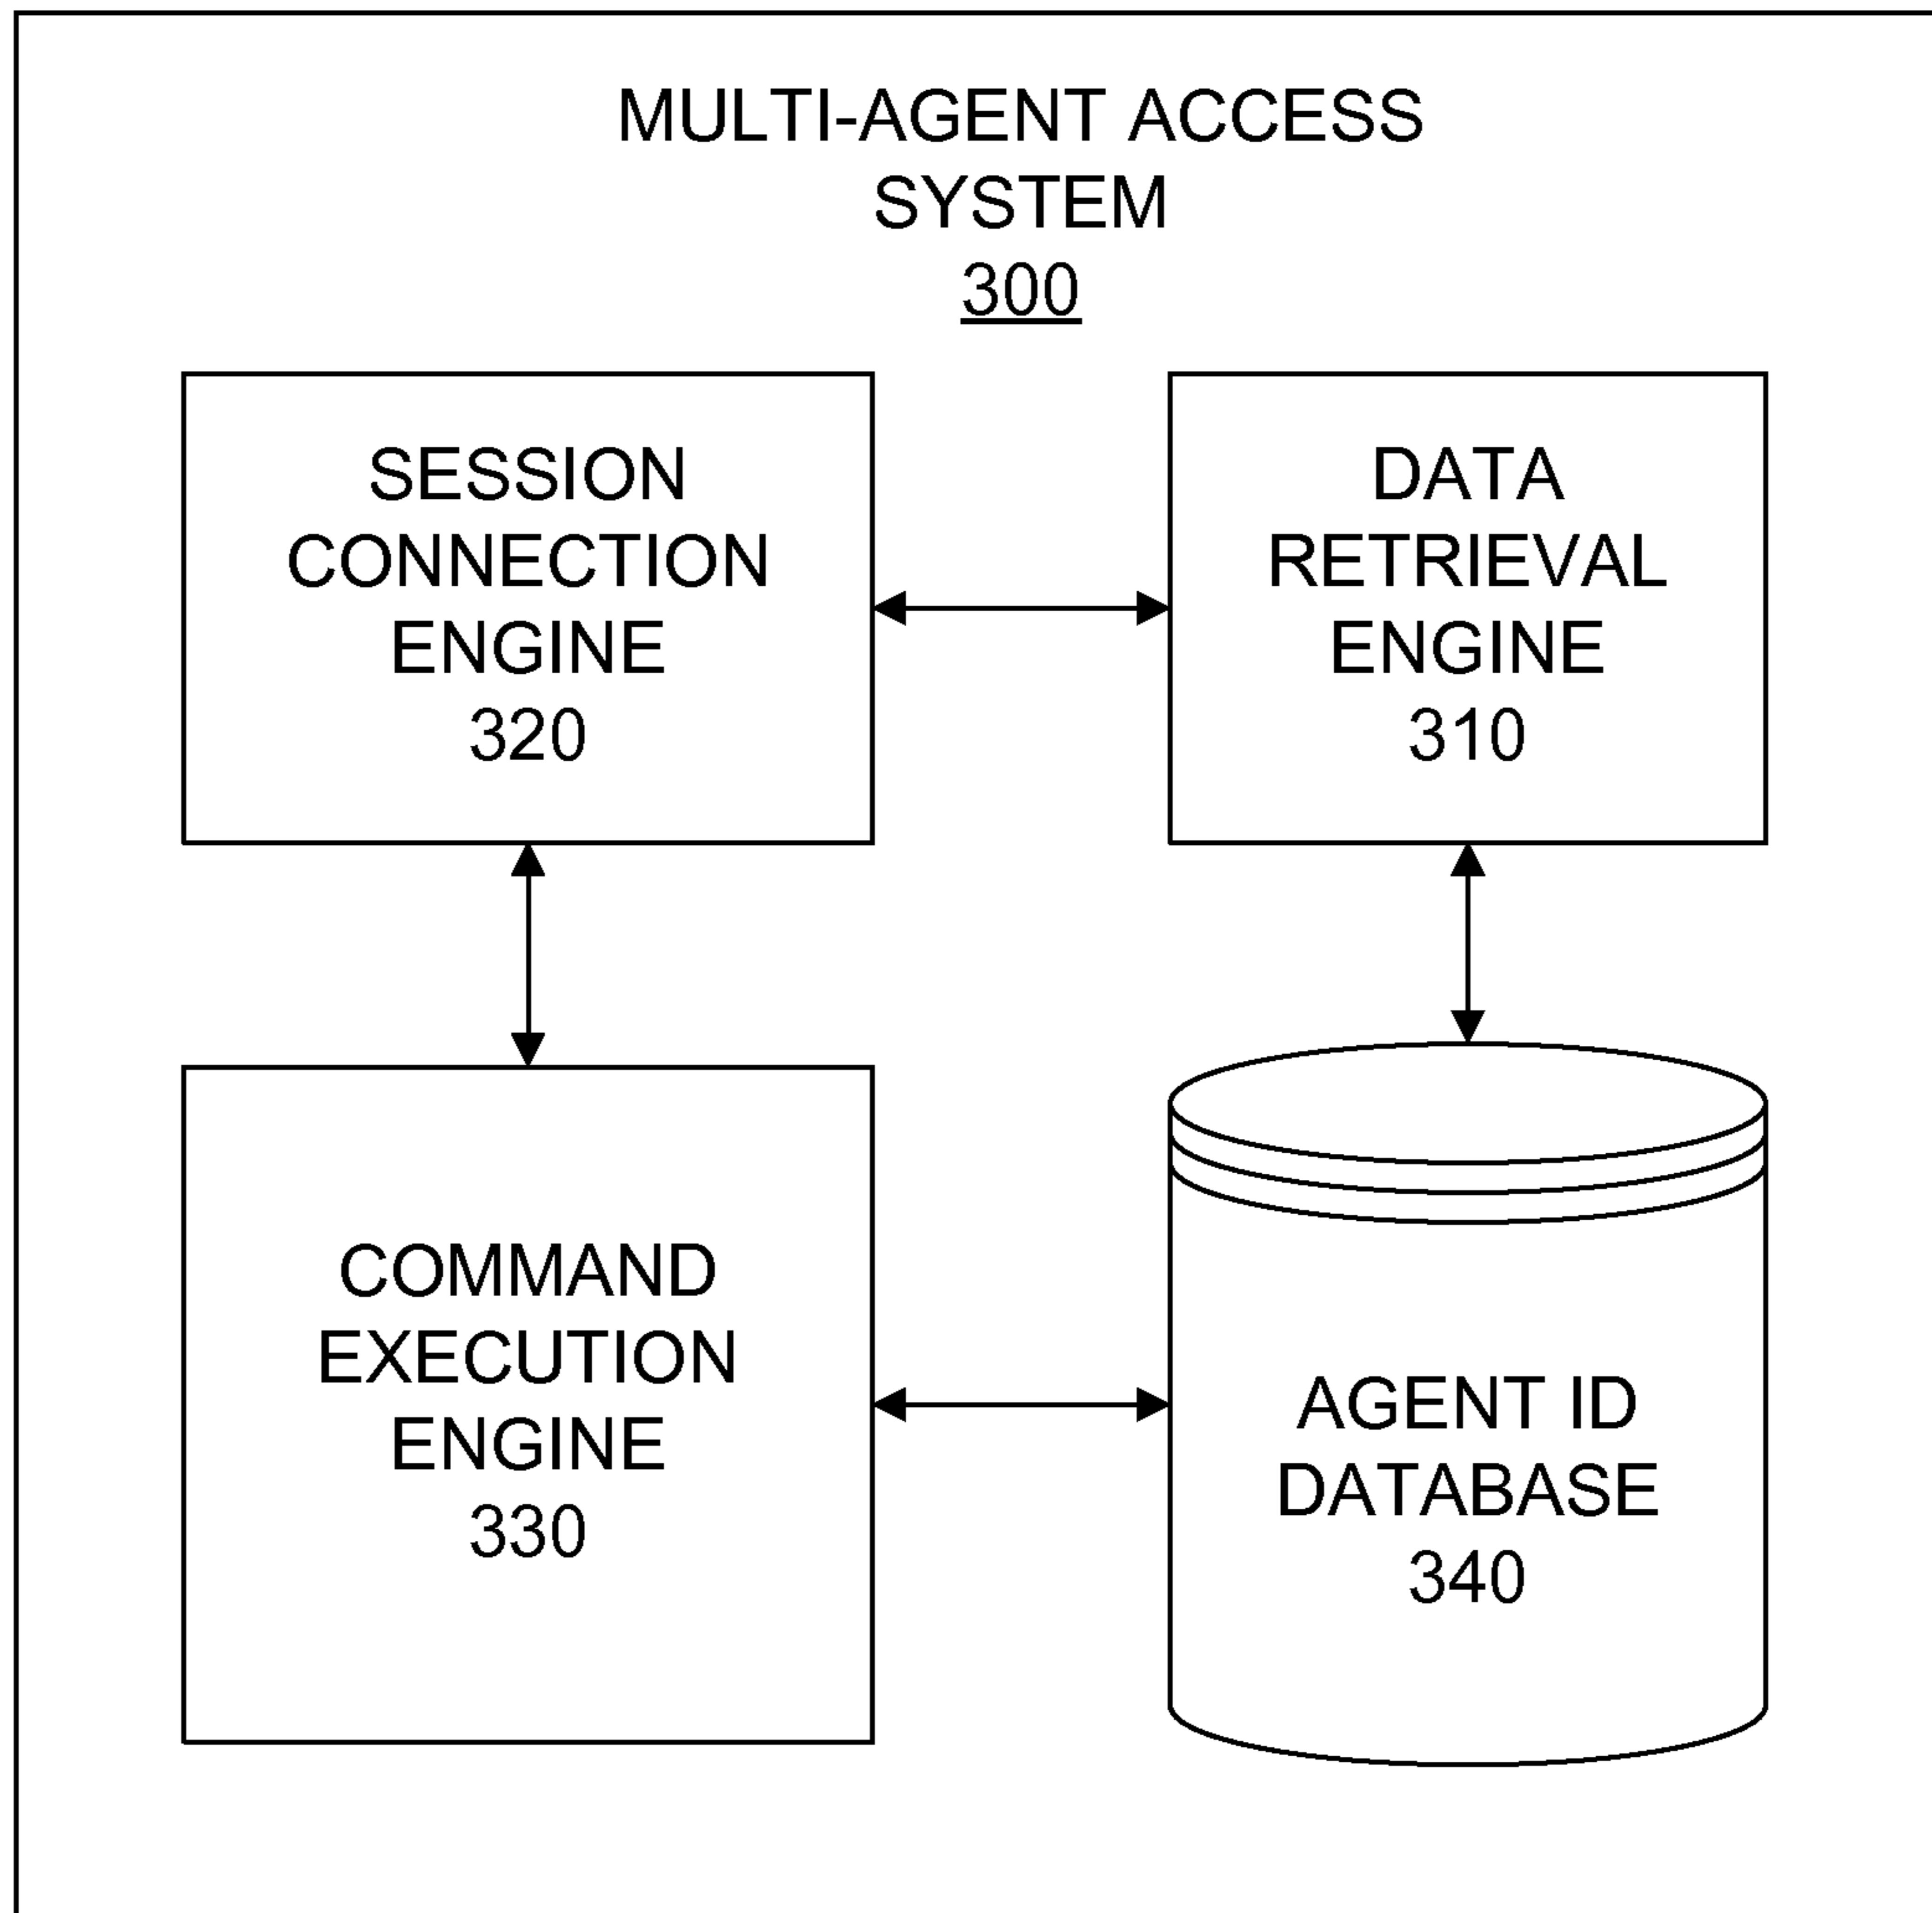 MULTI-AGENT ACCESS
SYSTEM
300
SESSION
CONNECTION
ENGINE
320
DATA
RETRIEVAL
ENGINE
310
COMMAND
EXECUTION
ENGINE
330
AGENT ID
DATABASE
340